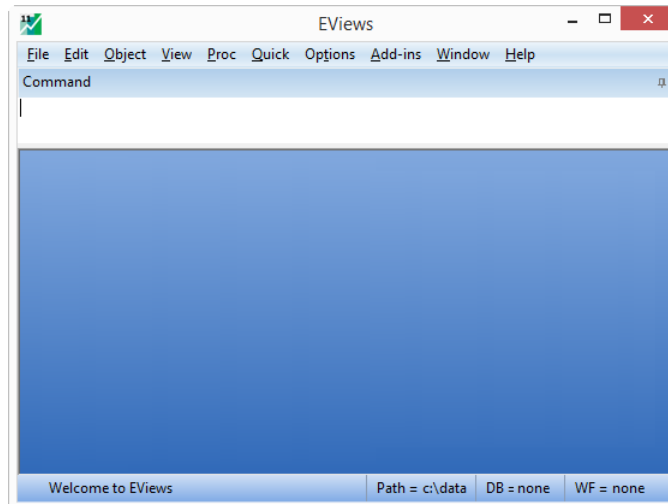 11 EViews
File Edit Object View Proc Quick Options Add-ins Window Help
Command
Welcome to EViews Path = c:\data DB = none WF = none